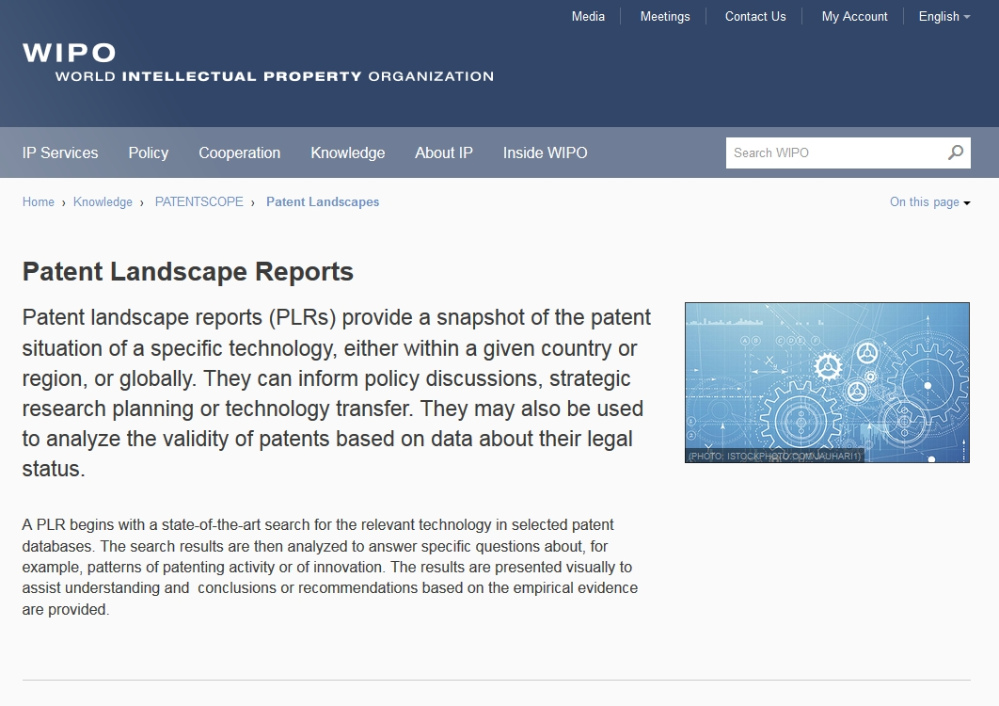 Media
Meetings
Contact Us
My Account
English
WIPO
WORLD INTELLECTUAL PROPERTY ORGANIZATION
IP Services
Policy
Cooperation
Knowledge
About IP
Inside WIPO
Search WIPO
Home › Knowledge › PATENTSCOPE › Patent Landscapes
On this page
Patent Landscape Reports
Patent landscape reports (PLRs) provide a snapshot of the patent
situation of a specific technology, either within a given country or
region, or globally. They can inform policy discussions, strategic
research planning or technology transfer. They may also be used
to analyze the validity of patents based on data about their legal
status.
A B C D E F
X
Y
1
2
(PHOTO: ISTOCKPHOTO.COM/JAUHARI1)
A PLR begins with a state-of-the-art search for the relevant technology in selected patent
databases. The search results are then analyzed to answer specific questions about, for
example, patterns of patenting activity or of innovation. The results are presented visually to
assist understanding and  conclusions or recommendations based on the empirical evidence
are provided.